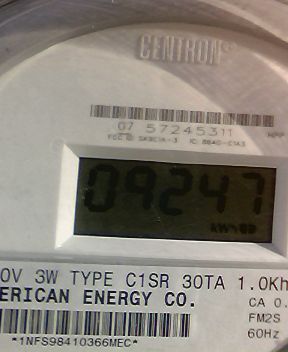 CENTRON®
07 57245311
09247
0V 3W TYPE C1SR 30TA 1.0Kh
ERICAN ENERGY CO.
CA 0.
FM2S
60Hz
*1NFS98410366MEC*